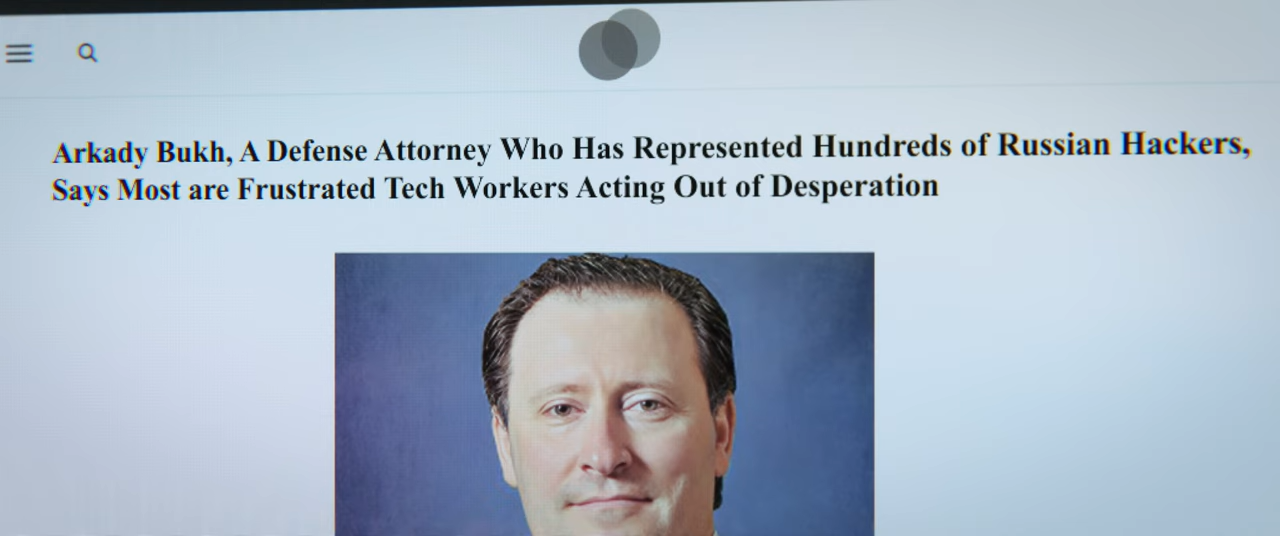 Arkady Bukh, A Defense Attorney Who Has Represented Hundreds of Russian Hackers,
Says Most are Frustrated Tech Workers Acting Out of Desperation